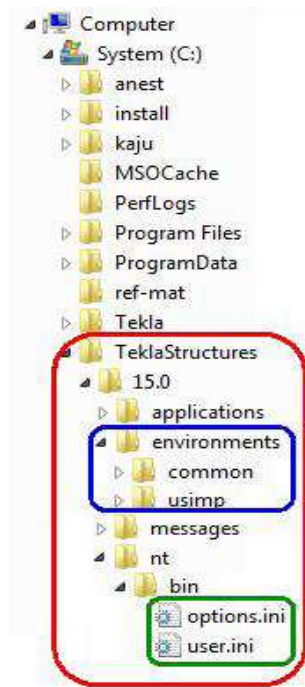 Computer
System (C:)
anest
install
kaju
MSOCache
PerfLogs
Program Files
ProgramData
ref-mat
Tekla
TeklaStructures
15.0
applications
environments
common
usimp
messages
nt
bin
options.ini
user.ini